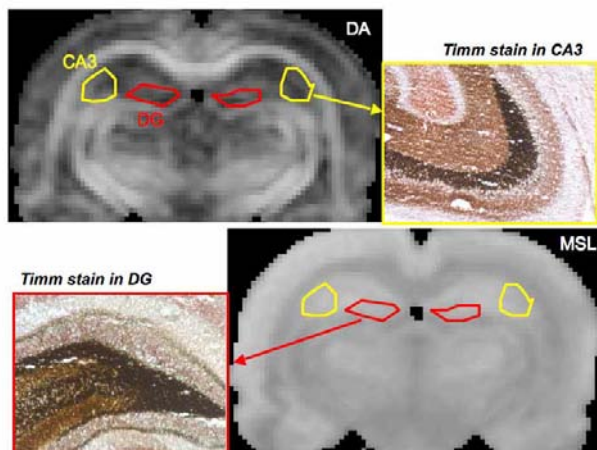 DA
Timm stain in CA3
CA3
DG
MSL
Timm stain in DG